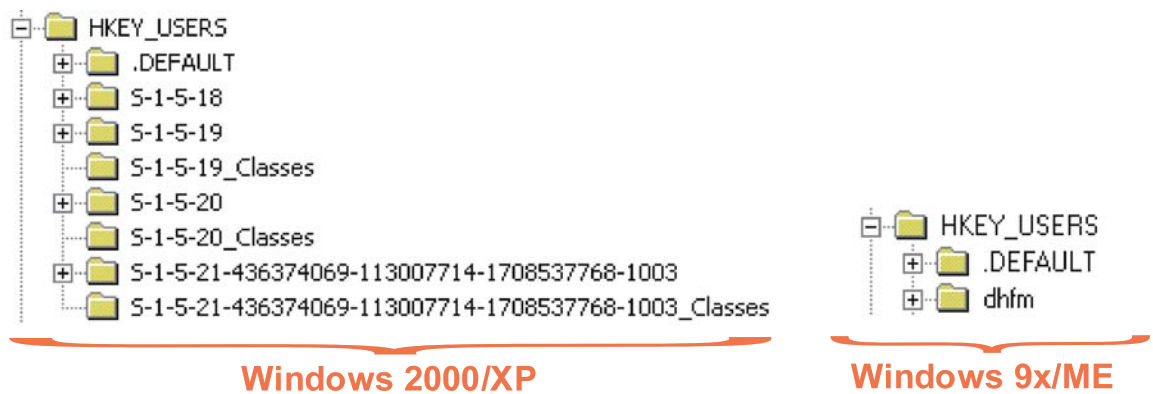 HKEY_USERS
.DEFAULT
S-1-5-18
S-1-5-19
S-1-5-19_Classes
S-1-5-20
S-1-5-20_Classes
S-1-5-21-436374069-113007714-1708537768-1003
S-1-5-21-436374069-113007714-1708537768-1003_Classes
Windows 2000/XP
HKEY_USERS
.DEFAULT
dhfm
Windows 9x/ME